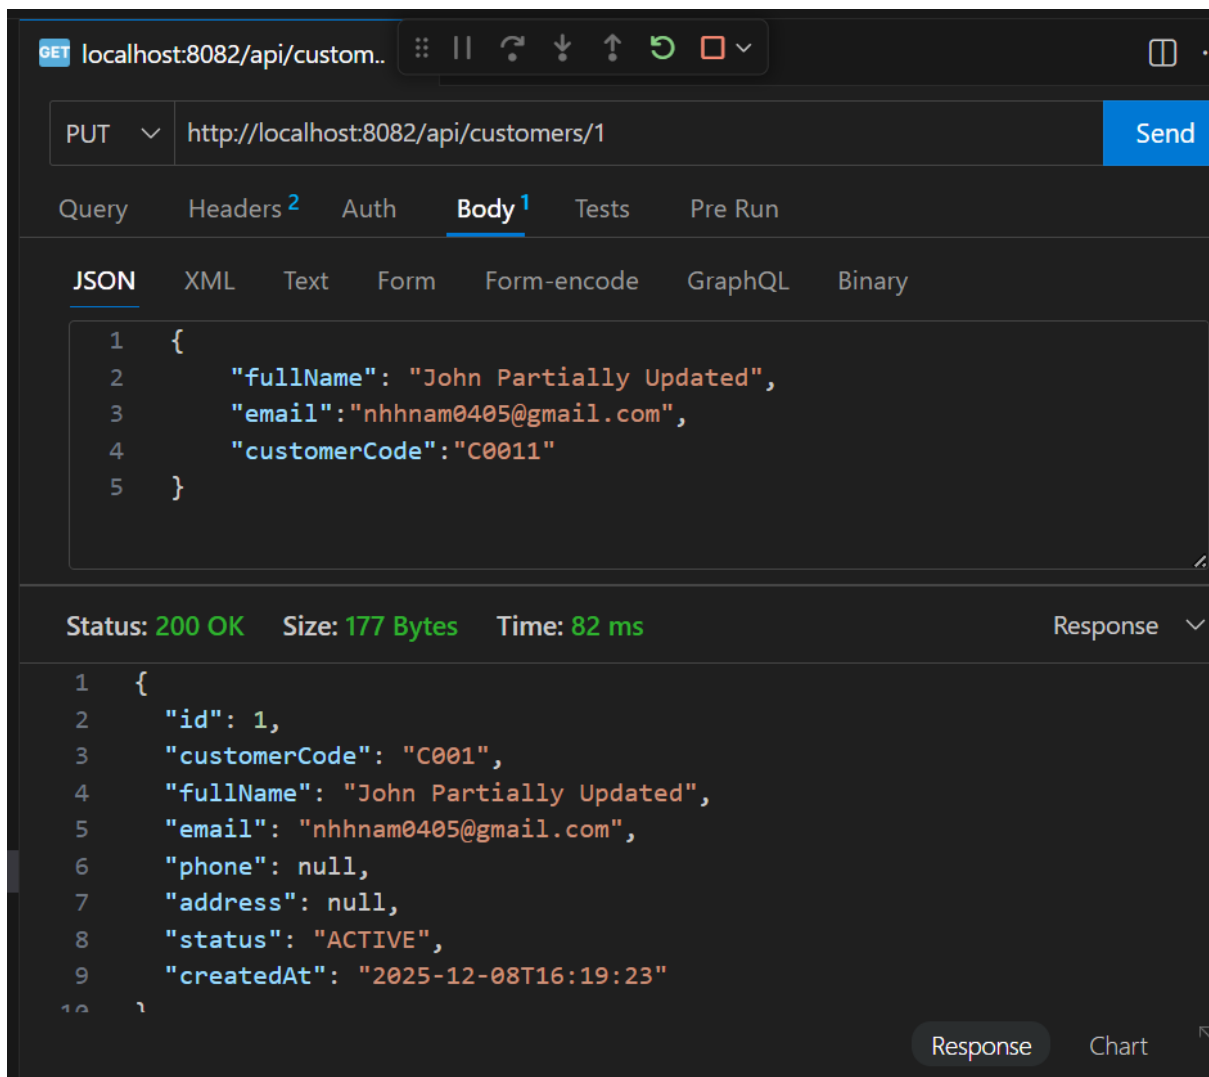 GET localhost:8082/api/custom..
PUT http://localhost:8082/api/customers/1 Send
Query Headers 2 Auth Body 1 Tests Pre Run
JSON XML Text Form Form-encode GraphQL Binary
1 {
2 "fullName": "John Partially Updated",
3 "email":"nhhnam0405@gmail.com",
4 "customerCode":"C0011"
5 }
Status: 200 OK Size: 177 Bytes Time: 82 ms Response
1 {
2 "id": 1,
3 "customerCode": "C001",
4 "fullName": "John Partially Updated",
5 "email": "nhhnam0405@gmail.com",
6 "phone": null,
7 "address": null,
8 "status": "ACTIVE",
9 "createdAt": "2025-12-08T16:19:23"
10 }
Response Chart